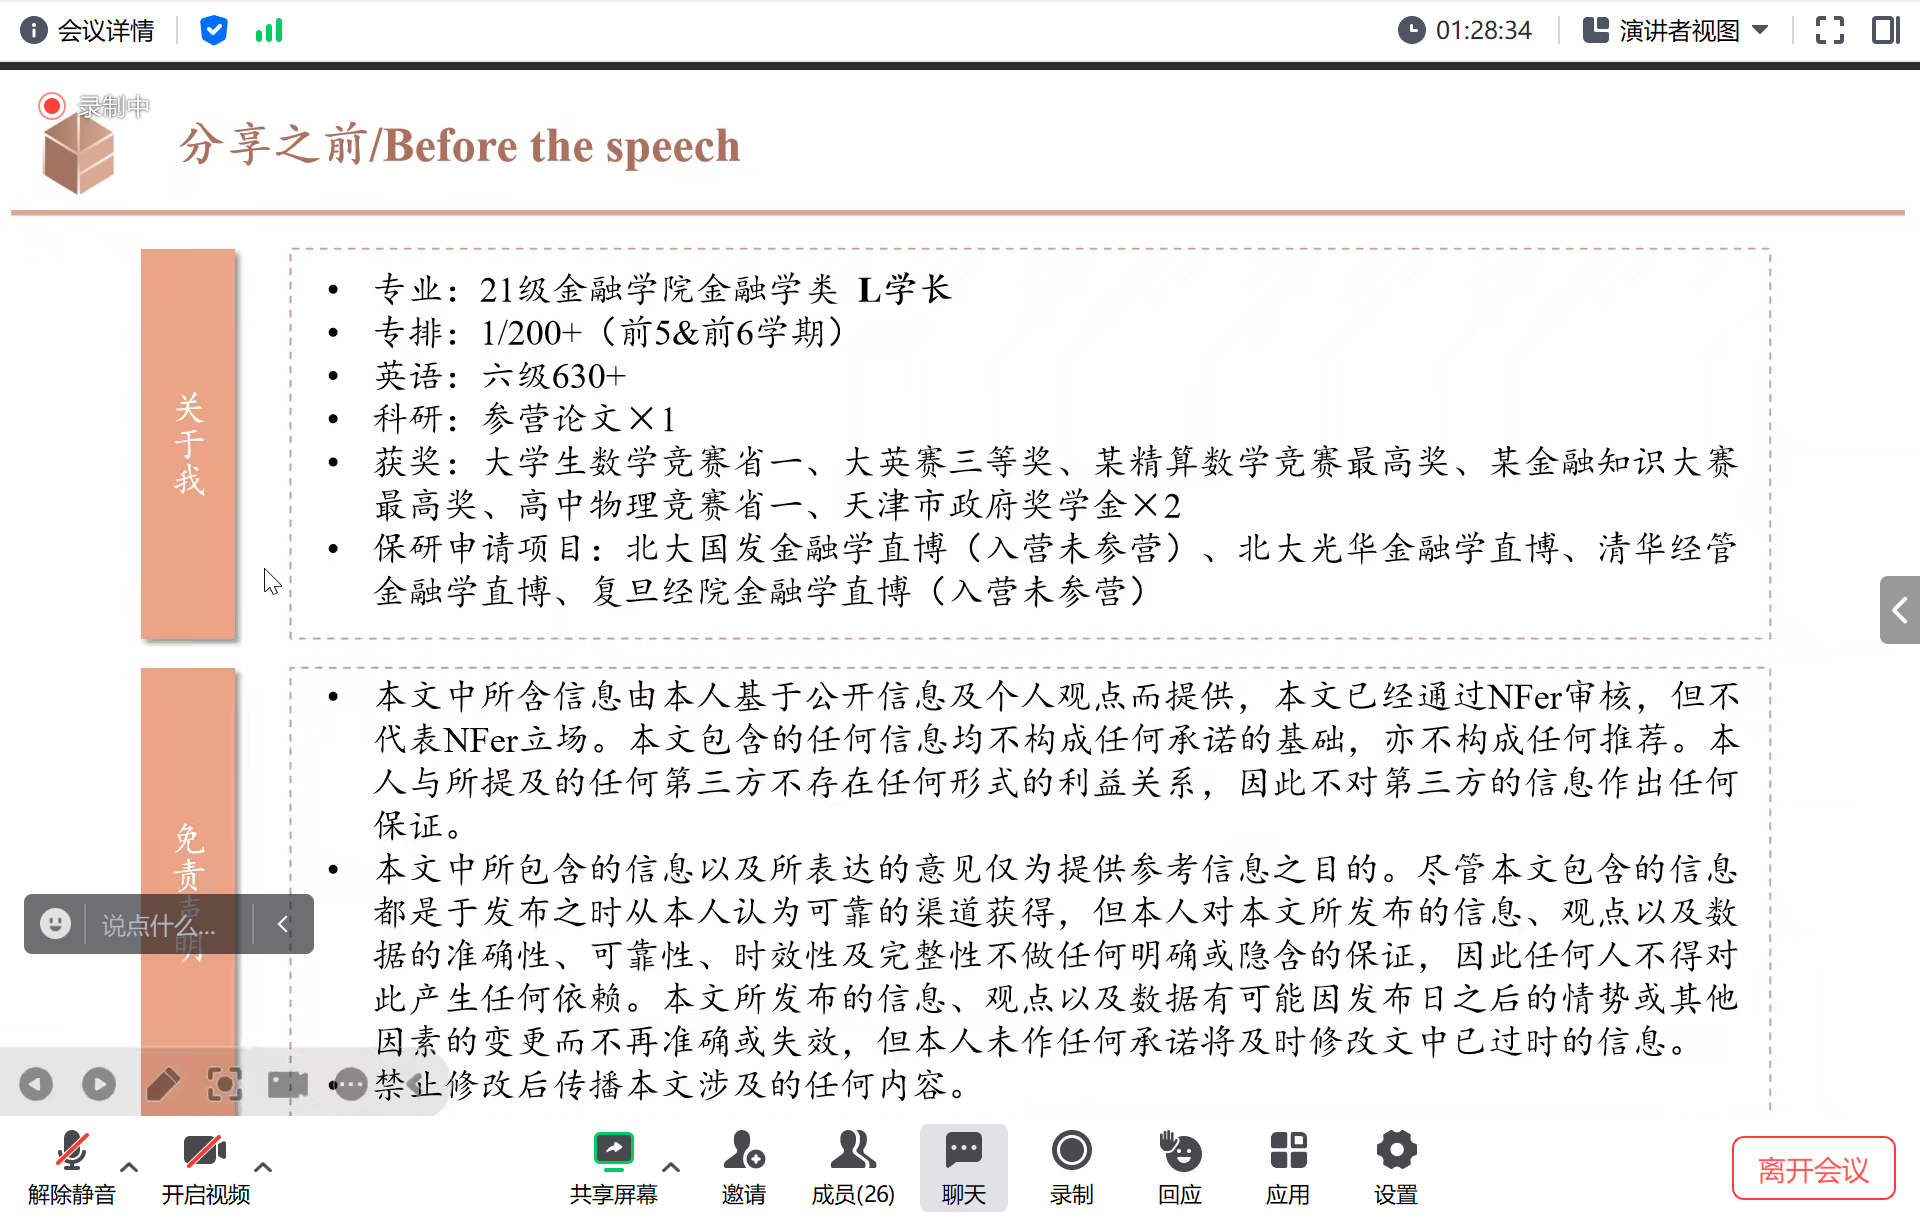 会议详情
01:28:34
演讲者视图
录制中
分享之前/Before the speech
关于我
• 专业：21级金融学院金融学类 L学长
• 专排：1/200+（前5&前6学期）
• 英语：六级630+
• 科研：参营论文×1
• 获奖：大学生数学竞赛省一、大英赛三等奖、某精算数学竞赛最高奖、某金融知识大赛
最高奖、高中物理竞赛省一、天津市政府奖学金×2
• 保研申请项目：北大国发金融学直博（入营未参营）、北大光华金融学直博、清华经管
金融学直博、复旦经院金融学直博（入营未参营）
免责声明
• 本文中所含信息由本人基于公开信息及个人观点而提供，本文已经通过NFer审核，但不
代表NFer立场。本文包含的任何信息均不构成任何承诺的基础，亦不构成任何推荐。本
人与所提及的任何第三方不存在任何形式的利益关系，因此不对第三方的信息作出任何
保证。
• 本文中所包含的信息以及所表达的意见仅为提供参考信息之目的。尽管本文包含的信息
都是于发布之时从本人认为可靠的渠道获得，但本人对本文所发布的信息、观点以及数
据的准确性、可靠性、时效性及完整性不做任何明确或隐含的保证，因此任何人不得对
此产生任何依赖。本文所发布的信息、观点以及数据有可能因发布日之后的情势或其他
因素的变更而不再准确或失效，但本人未作任何承诺将及时修改文中已过时的信息。
• 禁止修改后传播本文涉及的任何内容。
说点什么...
解除静音
开启视频
共享屏幕
邀请
成员(26)
聊天
录制
回应
应用
设置
离开会议